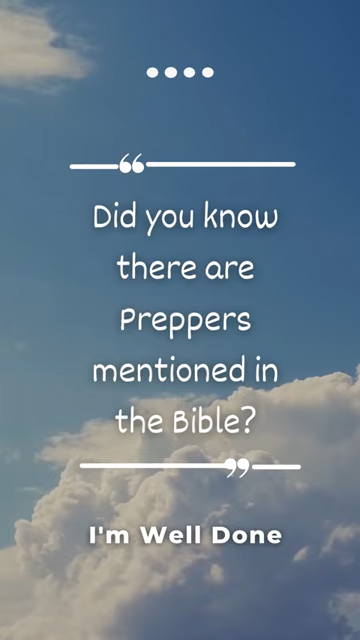 Did you know
there are
Preppers
mentioned in
the Bible?
I'm Well Done